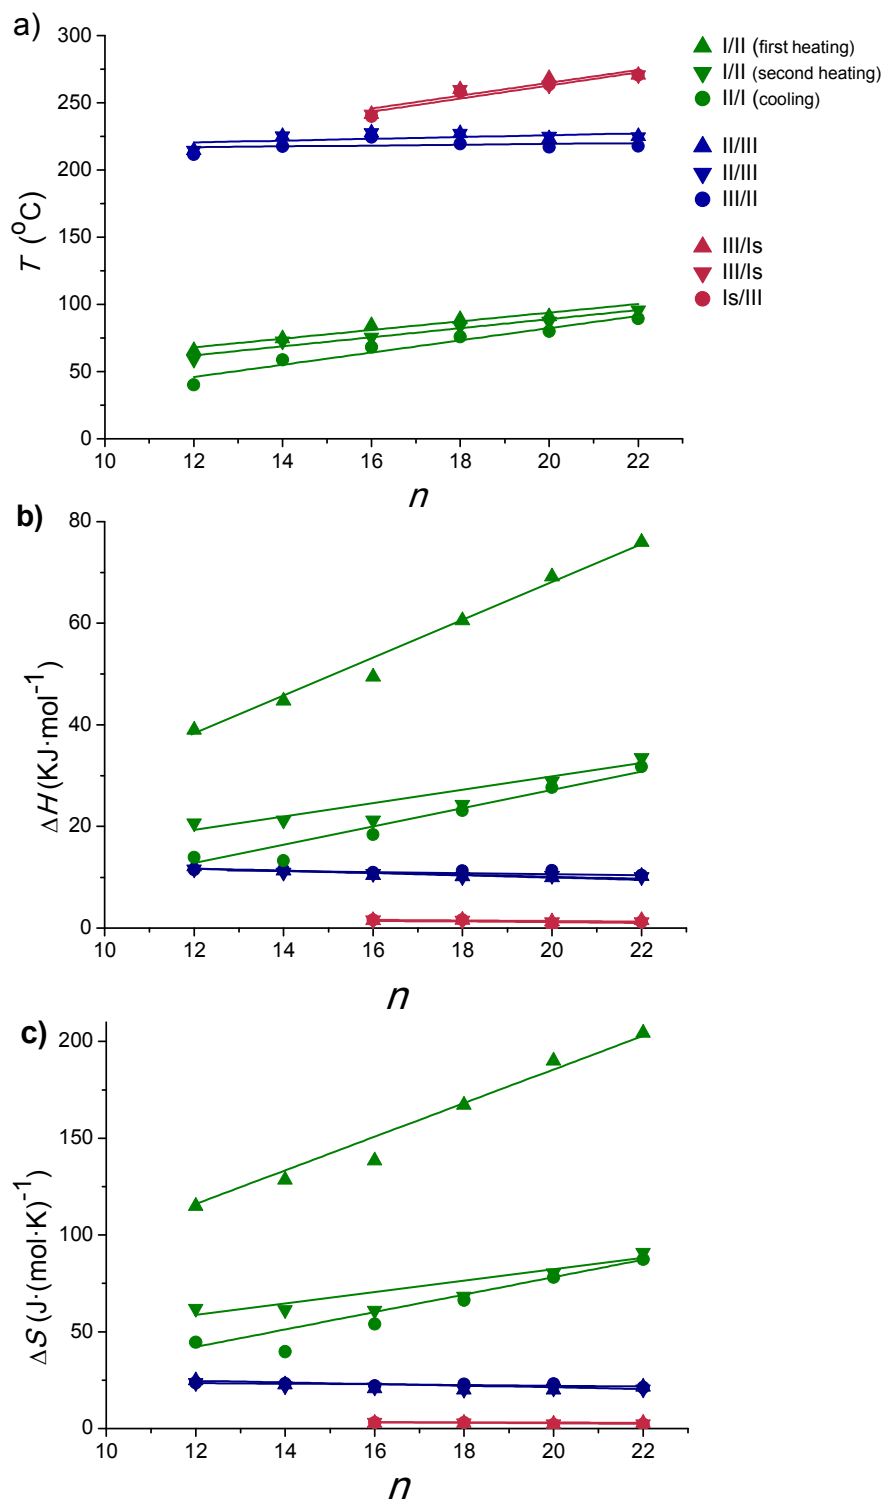 a)
300
250
200
150
100
50
0
T (°C)
10 12 14 16 18 20 22
n
I/II (first heating)
I/II (second heating)
II/I (cooling)
II/III
II/III
III/II
III/Is
III/Is
Is/III
b)
80
60
40
20
0
ΔH (KJ·mol⁻¹)
10 12 14 16 18 20 22
n
c)
200
150
100
50
0
ΔS (J·(mol·K)⁻¹
10 12 14 16 18 20 22
n